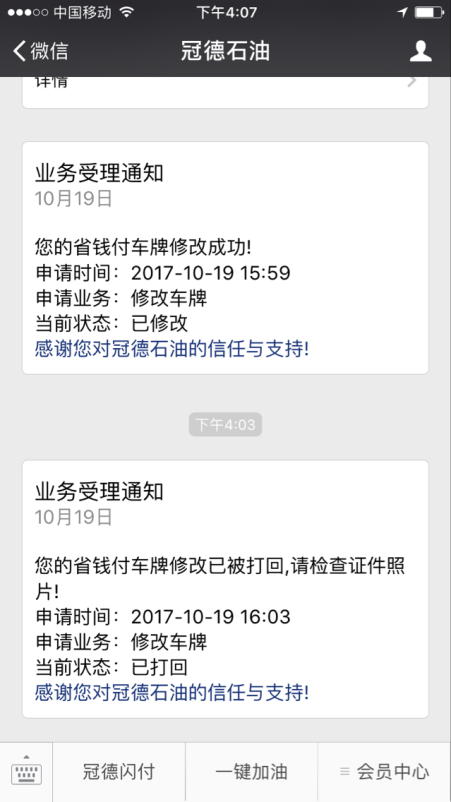 中国移动 下午4:07
微信 冠德石油
详情
业务受理通知
10月19日
您的省钱付车牌修改成功!
申请时间：2017-10-19 15:59
申请业务：修改车牌
当前状态：已修改
感谢您对冠德石油的信任与支持!
下午4:03
业务受理通知
10月19日
您的省钱付车牌修改已被打回,请检查证件照
片!
申请时间：2017-10-19 16:03
申请业务：修改车牌
当前状态：已打回
感谢您对冠德石油的信任与支持!
冠德闪付 一键加油 会员中心